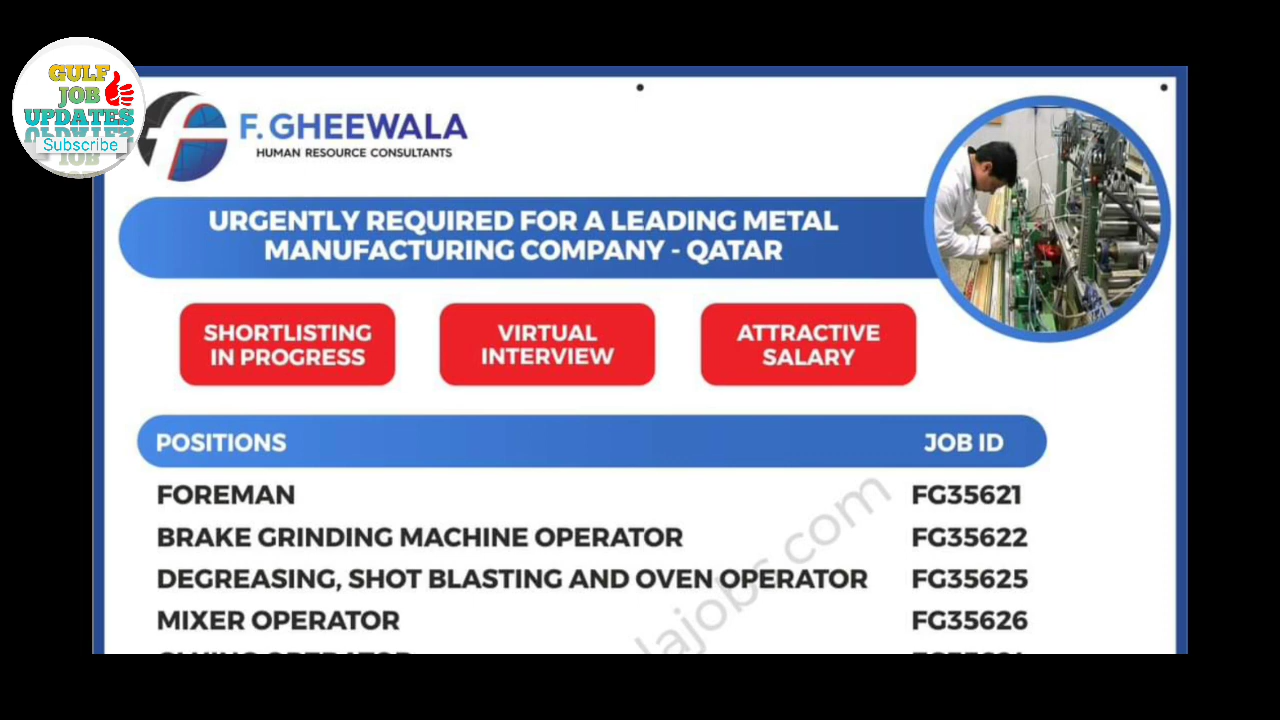 GULF
JOB
UPDATES
Subscribe
F. GHEEWALA
HUMAN RESOURCE CONSULTANTS
URGENTLY REQUIRED FOR A LEADING METAL
MANUFACTURING COMPANY - QATAR
SHORTLISTING
IN PROGRESS
VIRTUAL
INTERVIEW
ATTRACTIVE
SALARY
POSITIONS JOB ID
FOREMAN FG35621
BRAKE GRINDING MACHINE OPERATOR FG35622
DEGREASING, SHOT BLASTING AND OVEN OPERATOR FG35625
MIXER OPERATOR FG35626
lajobs.com